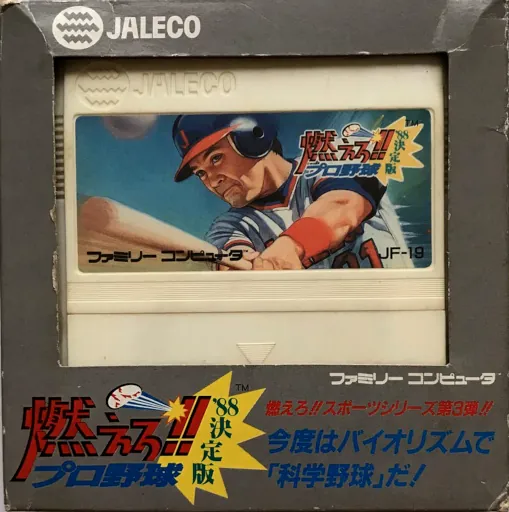 JALECO
JALECO
TM
燃えろ!!
'88決定版
プロ野球
ファミリー コンピュータ
JF-19
ファミリー コンピュータ
TM
燃えろ!!
'88決定版
プロ野球
燃えろ!!スポーツシリーズ第3弾!!
今度はバイオリズムで
「科学野球」だ!